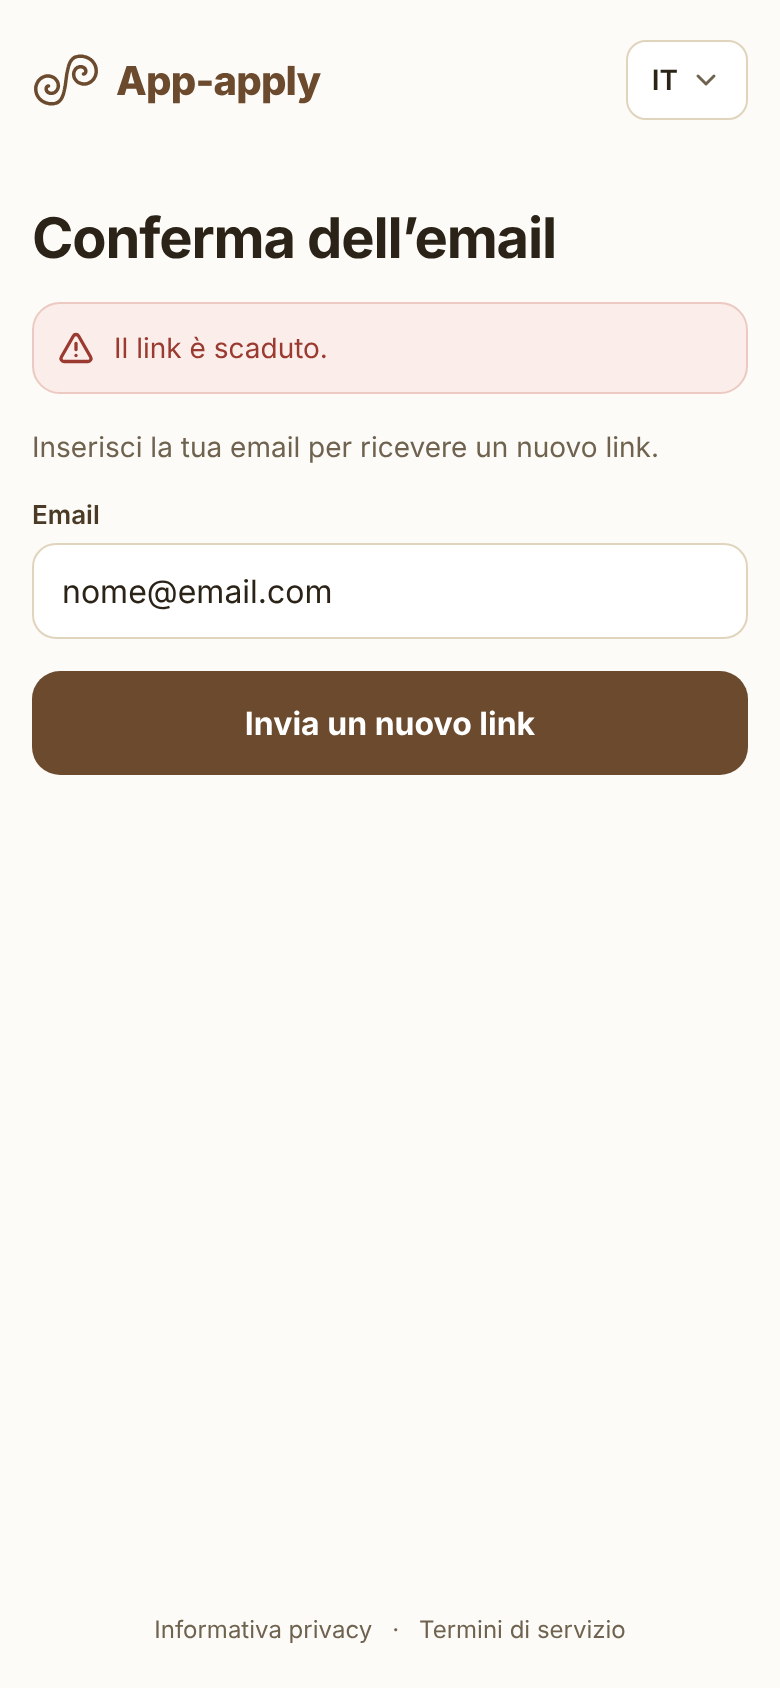 App-apply
IT
Conferma dell’email
Il link è scaduto.
Inserisci la tua email per ricevere un nuovo link.
Email
nome@email.com
Invia un nuovo link
Informativa privacy · Termini di servizio